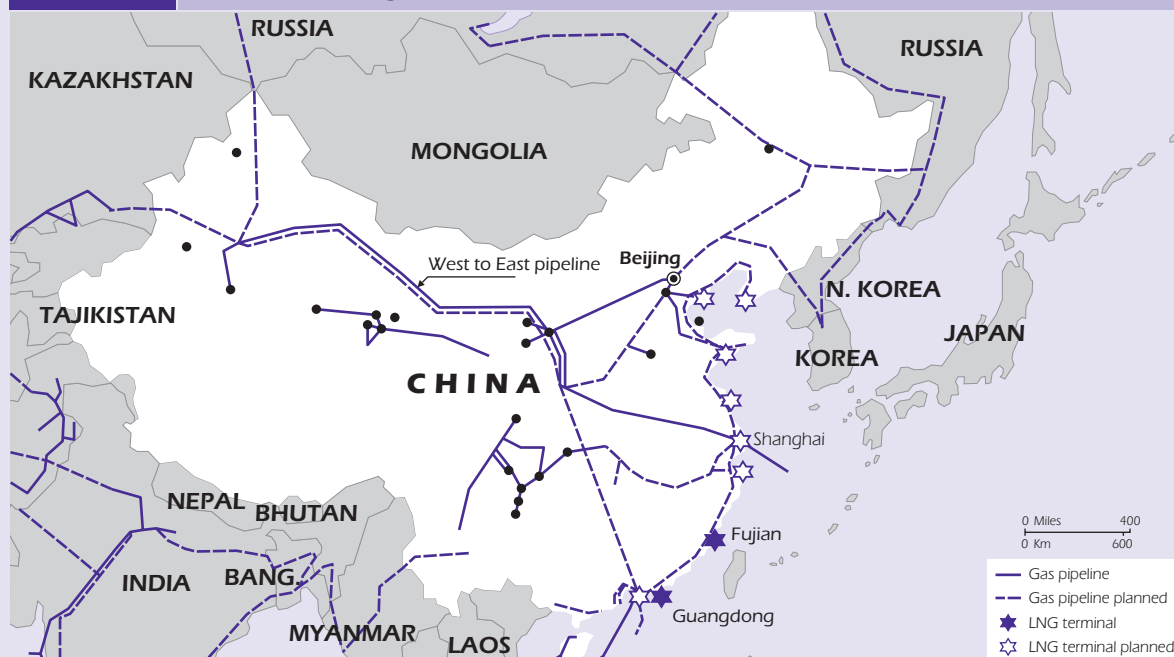 RUSSIA
RUSSIA
KAZAKHSTAN
MONGOLIA
West to East pipeline
Beijing
N. KOREA
TAJIKISTAN
JAPAN
KOREA
CHINA
Shanghai
NEPAL
BHUTAN
Fujian
0 Miles 400
0 Km 600
INDIA
BANG.
Guangdong
MYANMAR
LAOS
Gas pipeline
Gas pipeline planned
LNG terminal
LNG terminal planned